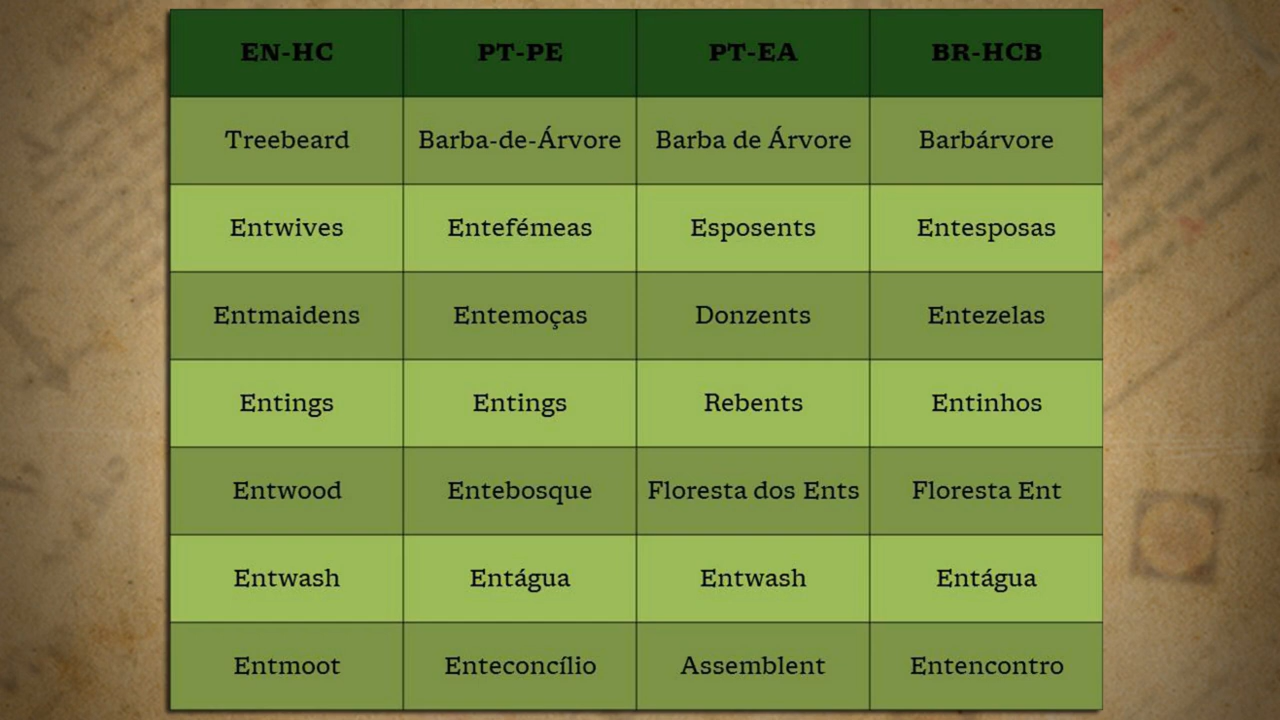 EN-HC PT-PE PT-EA BR-HCB
Treebeard Barba-de-Árvore Barba de Árvore Barbárvore
Entwives Entefémeas Esposents Entesposas
Entmaidens Entemoças Donzents Entezelas
Entings Entings Rebents Entinhos
Entwood Entebosque Floresta dos Ents Floresta Ent
Entwash Entágua Entwash Entágua
Entmoot Enteconcílio Assemblent Entencontro